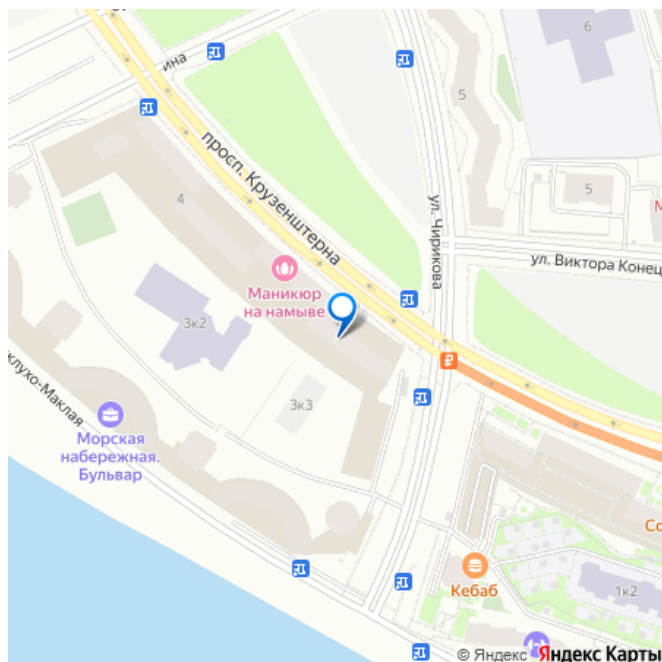 6
ина
5
просп. Крузенштерна
ул. Чирикова
4
5
М
ул. Виктора Конец
Маникюр
на намыве
3к2
клухо-Маклая
3к3
Морская
набережная.
Бульвар
₽
Со
Кебаб
1к2
© Яндекс Яндекс Карты